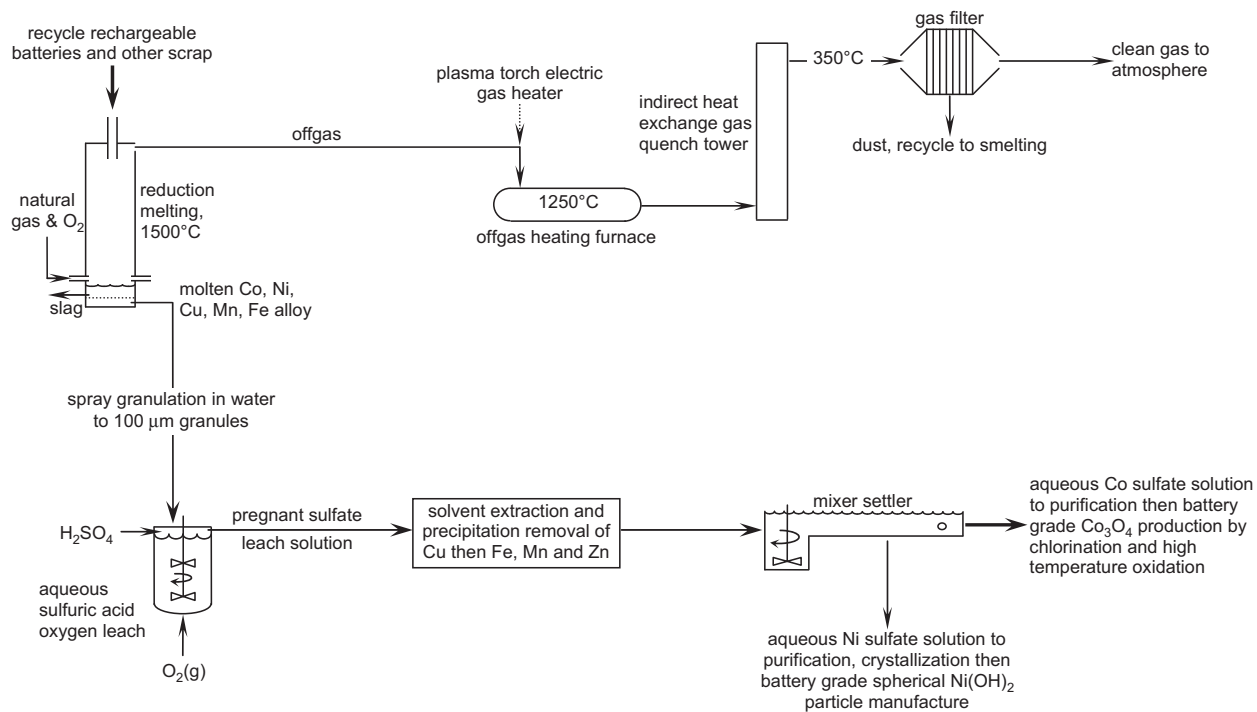 recycle rechargeable
batteries and other scrap
natural
gas & O₂
reduction
melting,
1500°C
slag
molten Co, Ni,
Cu, Mn, Fe alloy
offgas
plasma torch electric
gas heater
1250°C
offgas heating furnace
indirect heat
exchange gas
quench tower
350°C
gas filter
dust, recycle to smelting
clean gas to
atmosphere
spray granulation in water
to 100 μm granules
H₂SO₄
aqueous
sulfuric acid
oxygen leach
O₂(g)
pregnant sulfate
leach solution
solvent extraction and
precipitation removal of
Cu then Fe, Mn and Zn
mixer settler
aqueous Co sulfate solution
to purification then battery
grade Co₃O₄ production by
chlorination and high
temperature oxidation
aqueous Ni sulfate solution to
purification, crystallization then
battery grade spherical Ni(OH)₂
particle manufacture